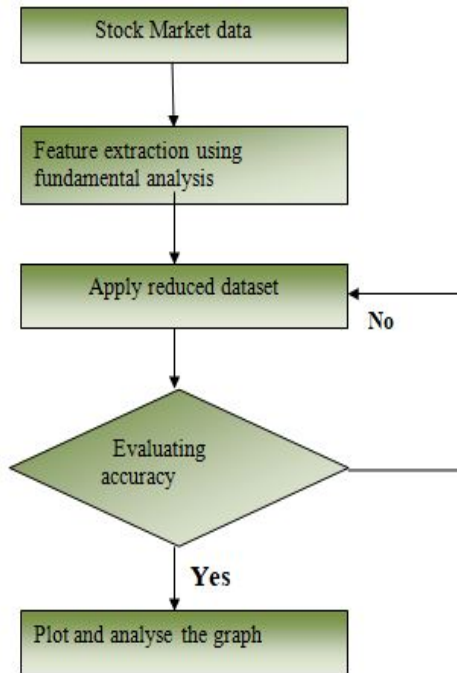 Stock Market data
Feature extraction using
fundamental analysis
Apply reduced dataset
No
Evaluating
accuracy
Yes
Plot and analyse the graph